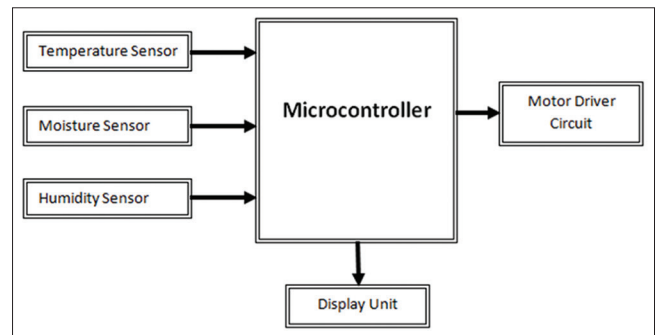 Temperature Sensor
Moisture Sensor
Humidity Sensor
Microcontroller
Motor Driver
Circuit
Display Unit